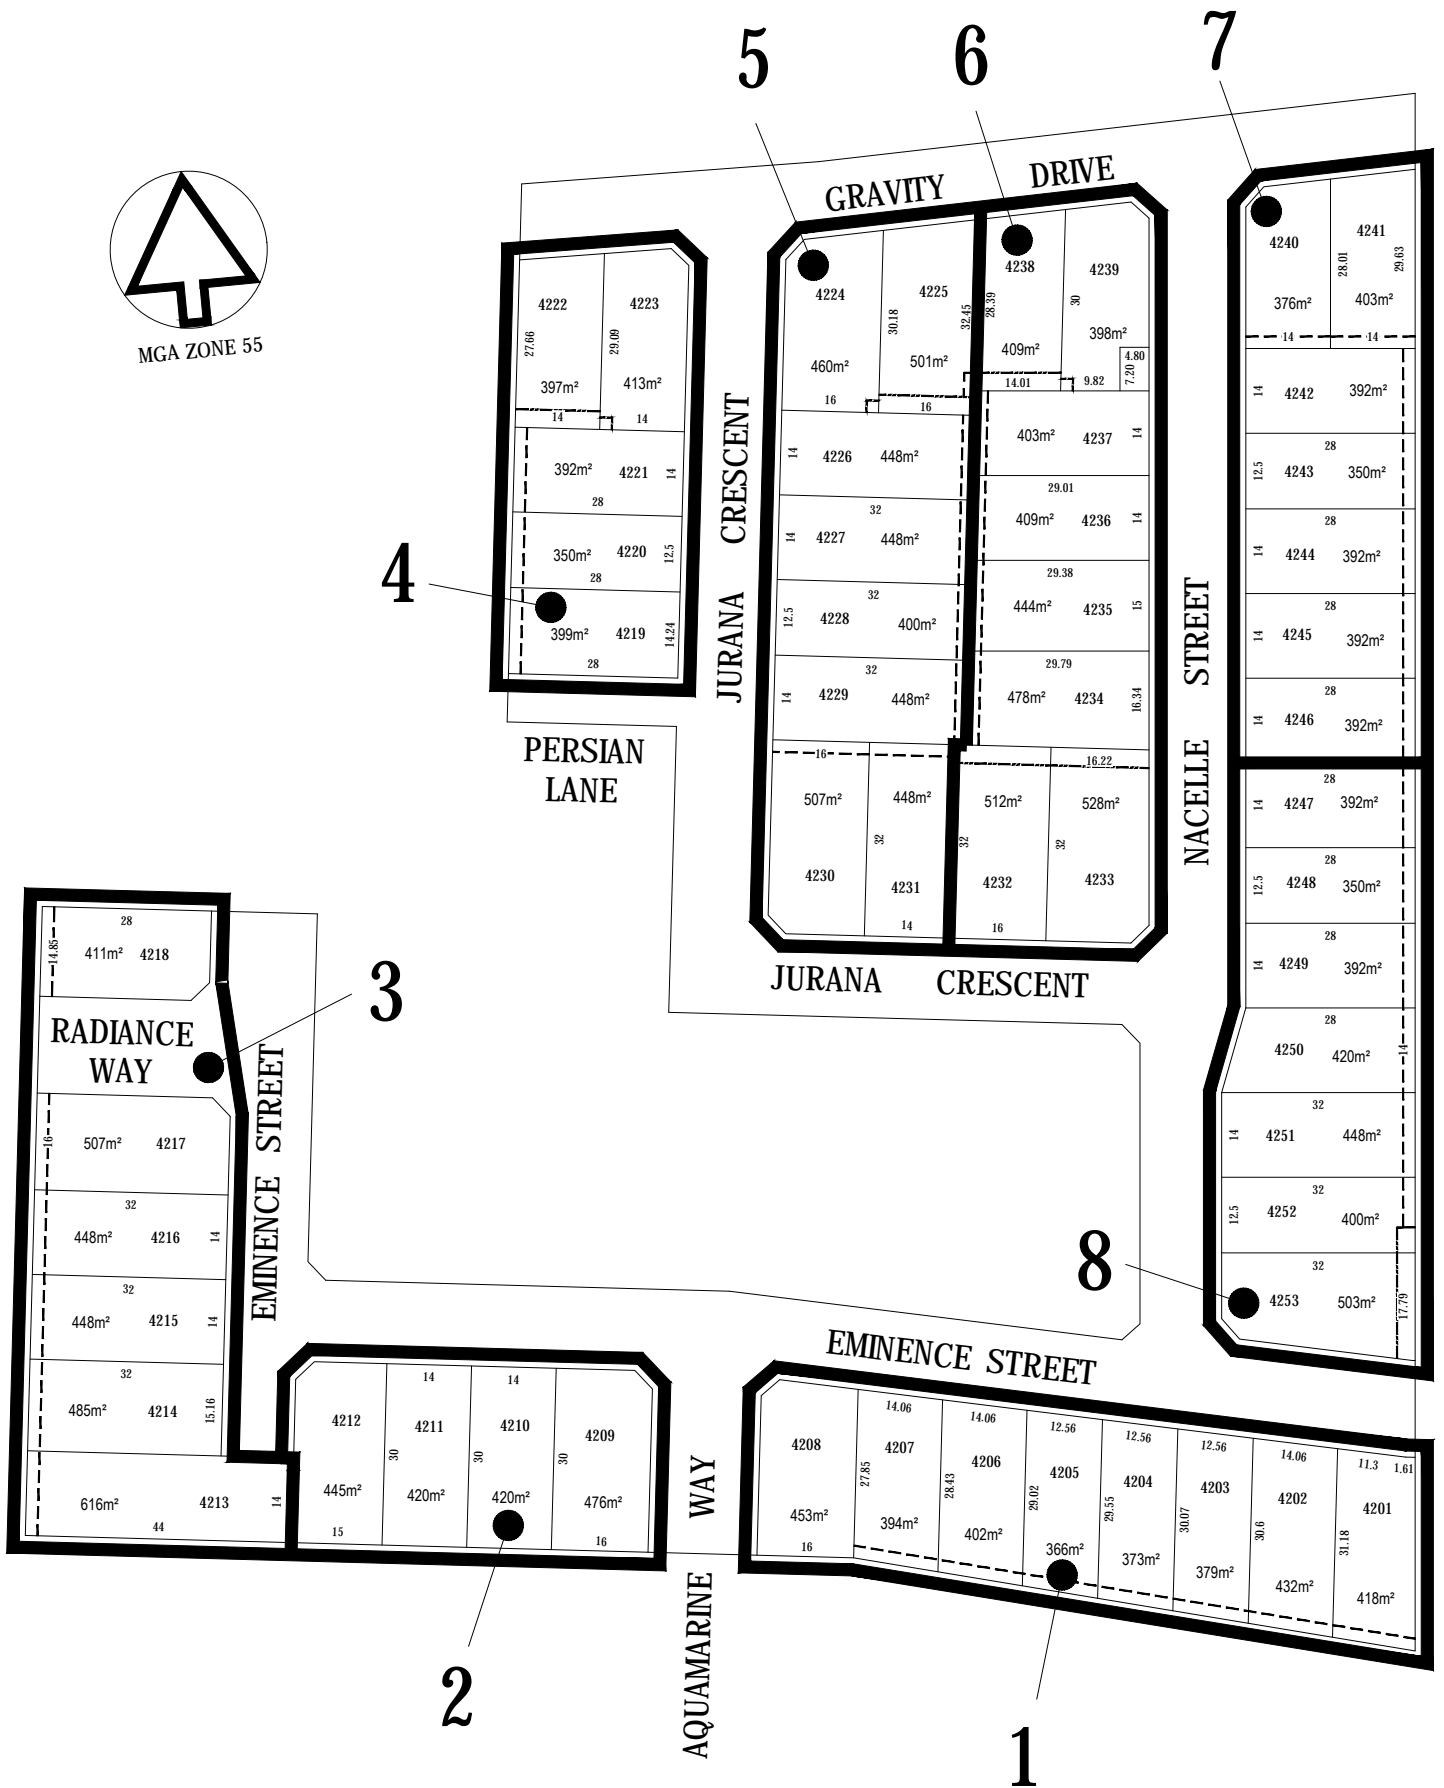 5
6
7
GRAVITY DRIVE
MGA ZONE 55
4222
27.66
397m²
14
4223
29.09
413m²
14
392m²
4221
14
28
350m²
4220
12.5
28
399m²
4219
14.24
28
4
PERSIAN
LANE
JURANA CRESCENT
4224
460m²
16
30.18
4225
501m²
32.45
16
14
4226
448m²
32
14
4227
448m²
32
12.5
4228
400m²
32
14
4229
448m²
16
507m²
4230
448m²
32
4231
14
4238
28.39
409m²
14.01
4239
30
398m²
9.82
4.80
7.20
403m²
4237
14
29.01
409m²
4236
14
29.38
444m²
4235
15
29.79
478m²
4234
16.34
16.22
512m²
32
4232
16
528m²
32
4233
JURANA CRESCENT
NACELLE STREET
4240
376m²
14
28.01
4241
29.63
403m²
14
14
4242
392m²
28
12.5
4243
350m²
28
14
4244
392m²
28
14
4245
392m²
28
14
4246
392m²
28
14
4247
392m²
28
12.5
4248
350m²
28
14
4249
392m²
28
4250
420m²
14
32
14
4251
448m²
32
12.5
4252
400m²
32
4253
503m²
17.79
8
28
14.85
411m²
4218
3
RADIANCE
WAY
EMINENCE STREET
16
507m²
4217
32
448m²
4216
14
32
448m²
4215
14
32
485m²
4214
15.16
616m²
4213
14
44
4212
445m²
15
14
4211
30
420m²
14
4210
30
420m²
4209
30
476m²
16
2
AQUAMARINE WAY
EMINENCE STREET
4208
453m²
16
14.06
4207
27.85
394m²
14.06
4206
28.43
402m²
12.56
4205
29.02
366m²
12.56
4204
29.55
373m²
12.56
4203
30.07
379m²
14.06
4202
30.6
432m²
11.3
1.61
4201
31.18
418m²
1